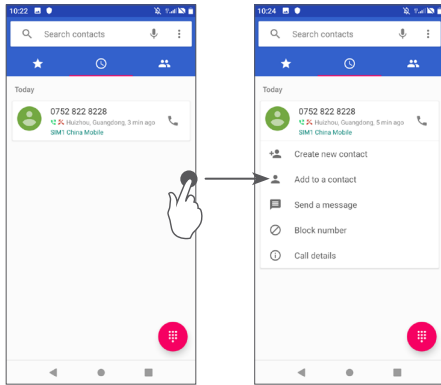 10:22
Search contacts
Today
0752 822 8228
Huizhou, Guangdong, 3 min ago
SIM1 China Mobile
10:24
Search contacts
Today
0752 822 8228
Huizhou, Guangdong, 5 min ago
SIM1 China Mobile
Create new contact
Add to a contact
Send a message
Block number
Call details